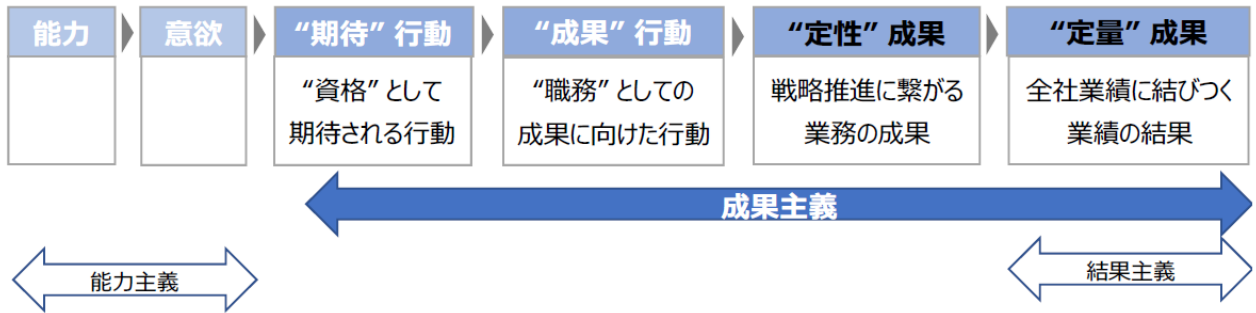 能力
意欲
“期待” 行動
“成果” 行動
“定性” 成果
“定量” 成果
“資格” として
期待される行動
“職務” としての
成果に向けた行動
戦略推進に繋がる
業務の成果
全社業績に結びつく
業績の結果
成果主義
能力主義
結果主義